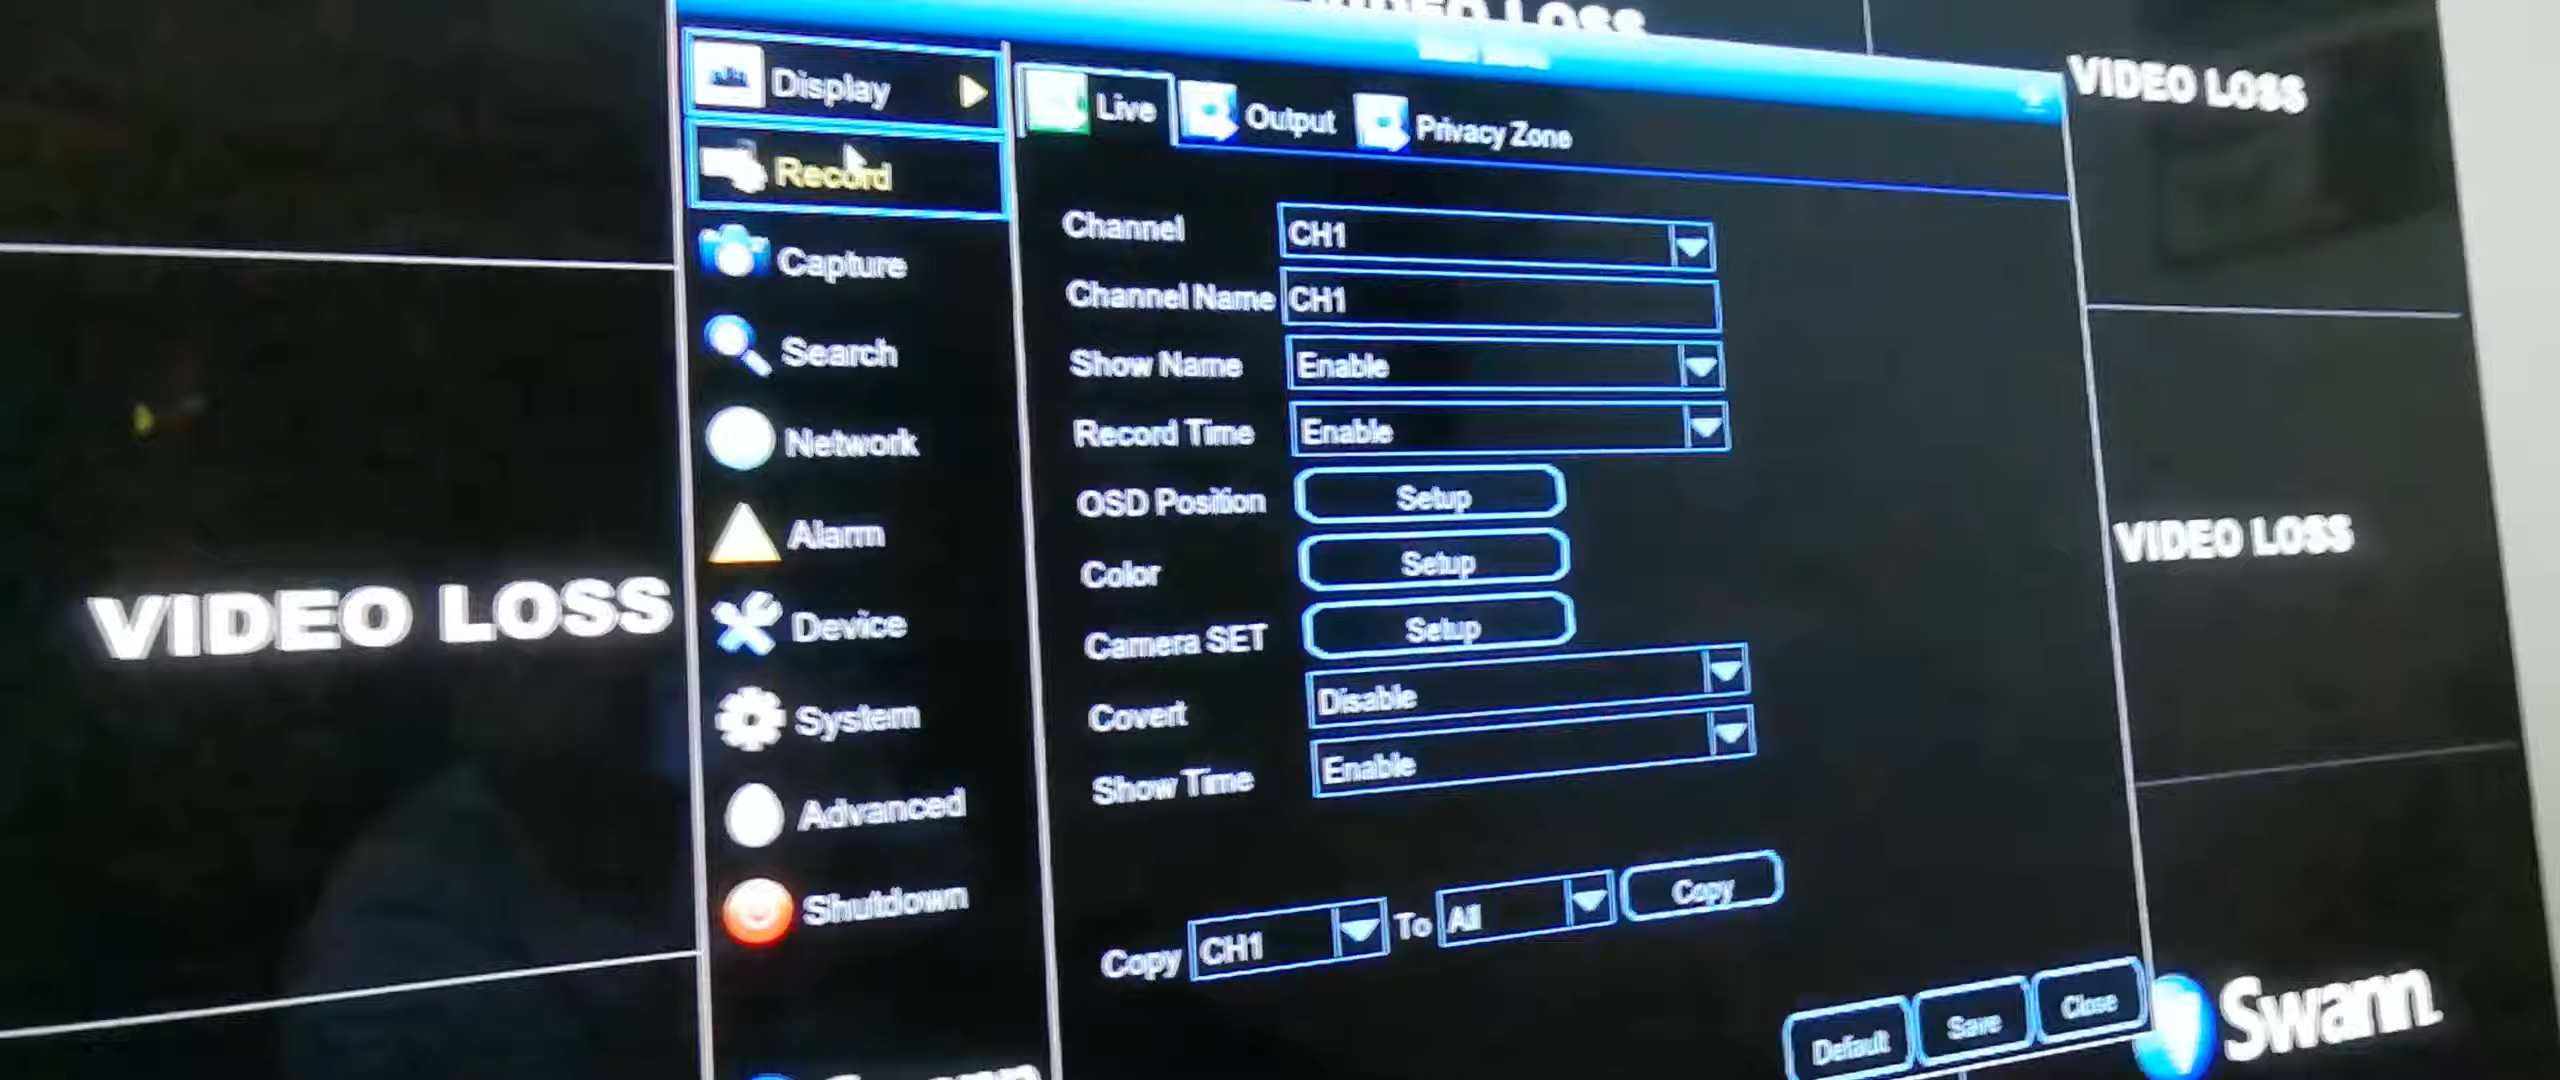 VIDEO LOSS
VIDEO LOSS
Display
Record
Capture
Search
Network
Alarm
Device
System
Advanced
Shutdown
Live
Output
Privacy Zone
Channel CH1
Channel Name CH1
Show Name Enable
Record Time Enable
OSD Position Setup
Color Setup
Camera SET Setup
Covert Disable
Show Time Enable
Copy CH1 To All Copy
Default Save Close
VIDEO LOSS
VIDEO LOSS
Swann